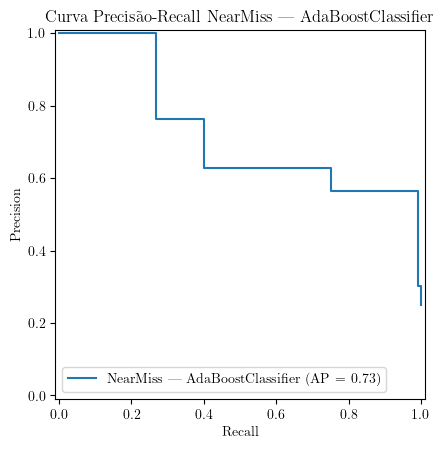 Curva Precisão-Recall NearMiss — AdaBoostClassifier
1.0
0.8
0.6
0.4
0.2
0.0
Precision
NearMiss — AdaBoostClassifier (AP = 0.73)
0.0 0.2 0.4 0.6 0.8 1.0
Recall